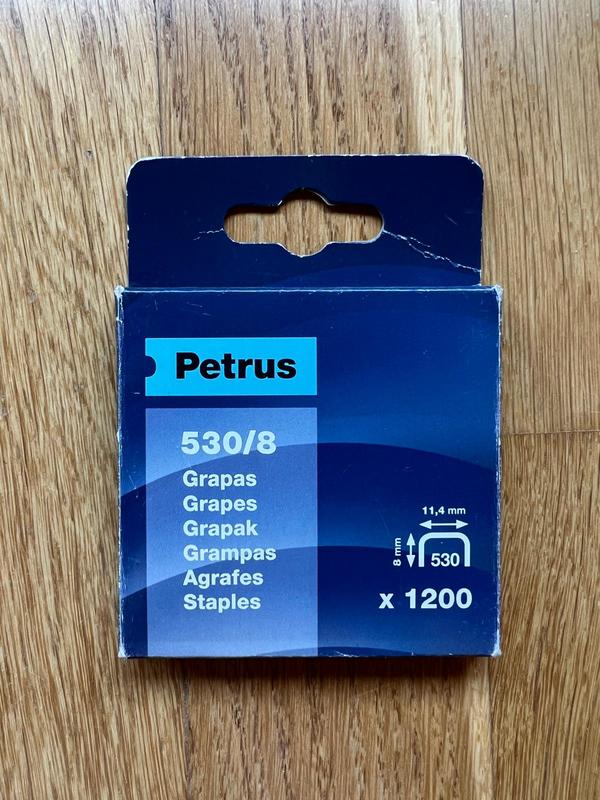 Petrus
530/8
Grapas
Grapes
Grapak
Grampas
Agrafes
Staples
11,4 mm
8 mm
530
x 1200